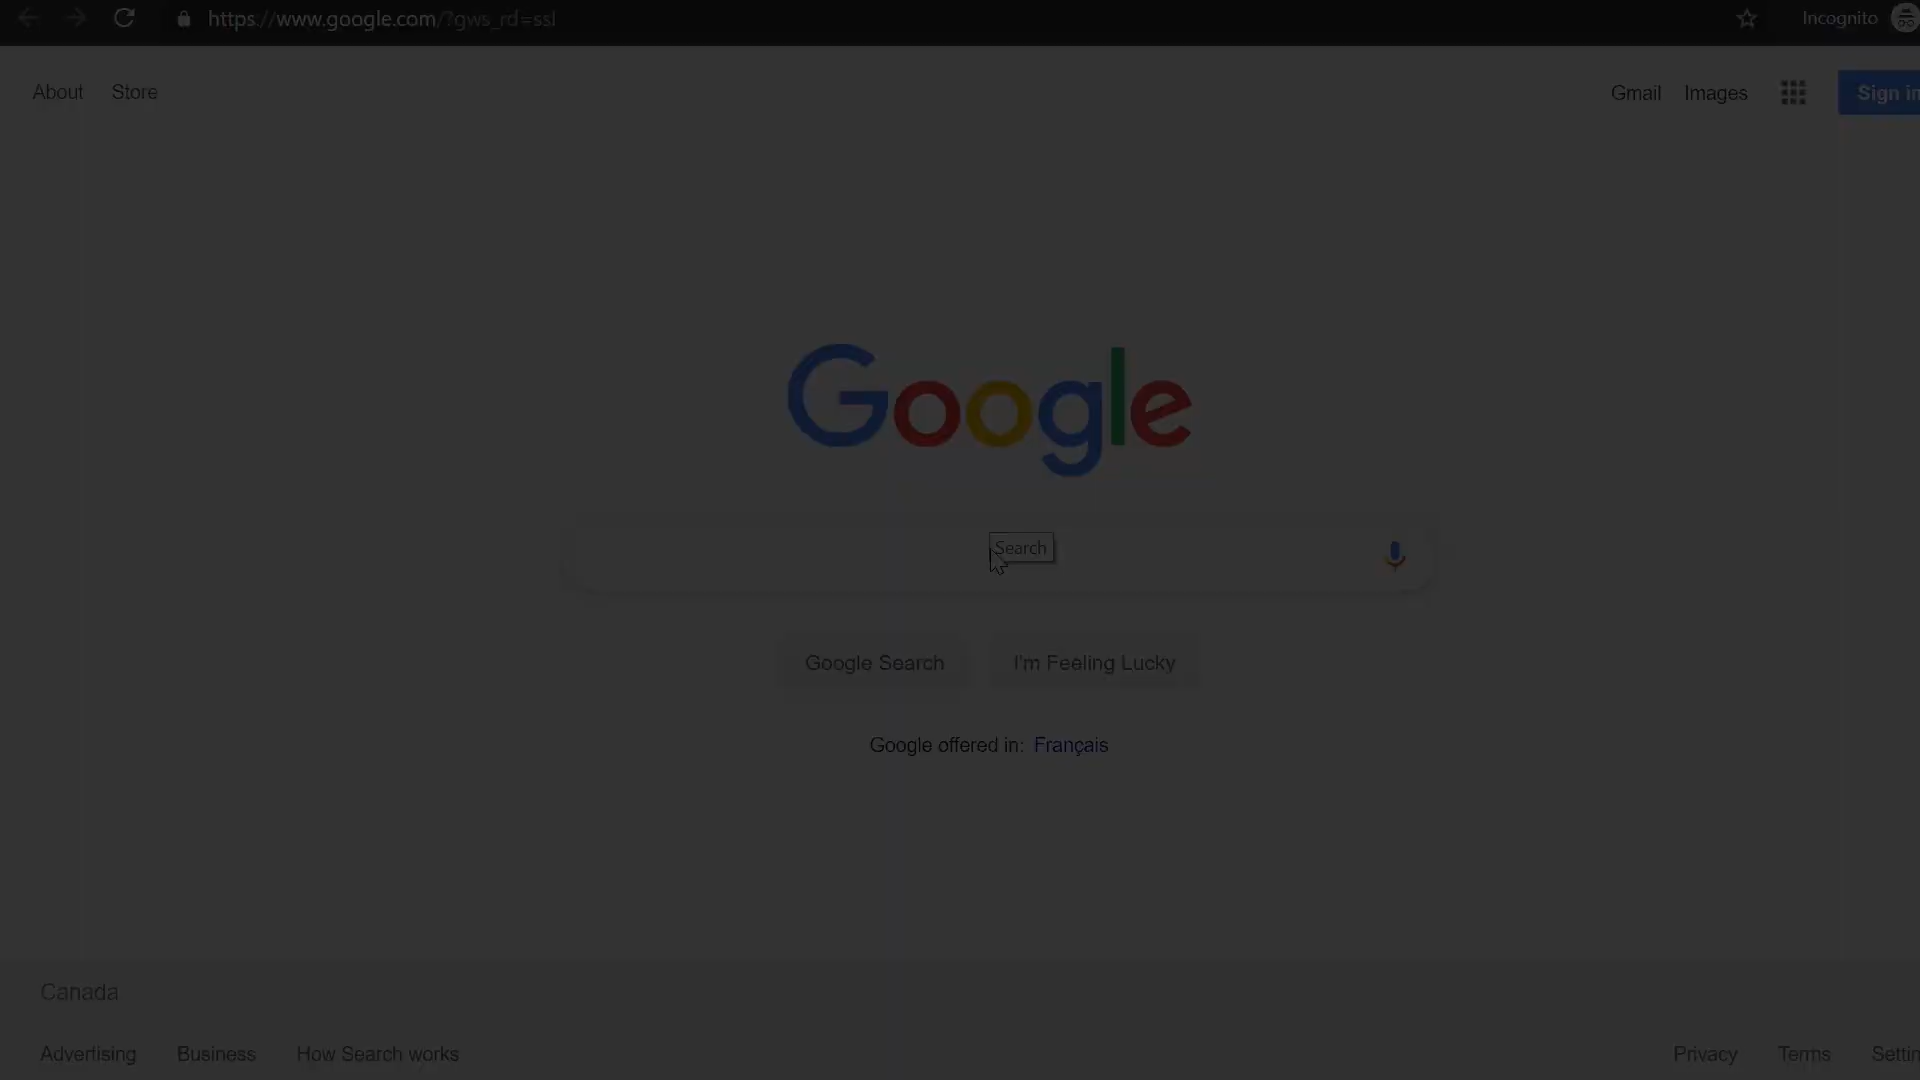 https://www.google.com/?gws_rd=ssl
Incognito
About Store
Gmail Images
Sign in
Google
Search
Google Search I'm Feeling Lucky
Google offered in: Français
Canada
Advertising Business How Search works
Privacy Terms Settin